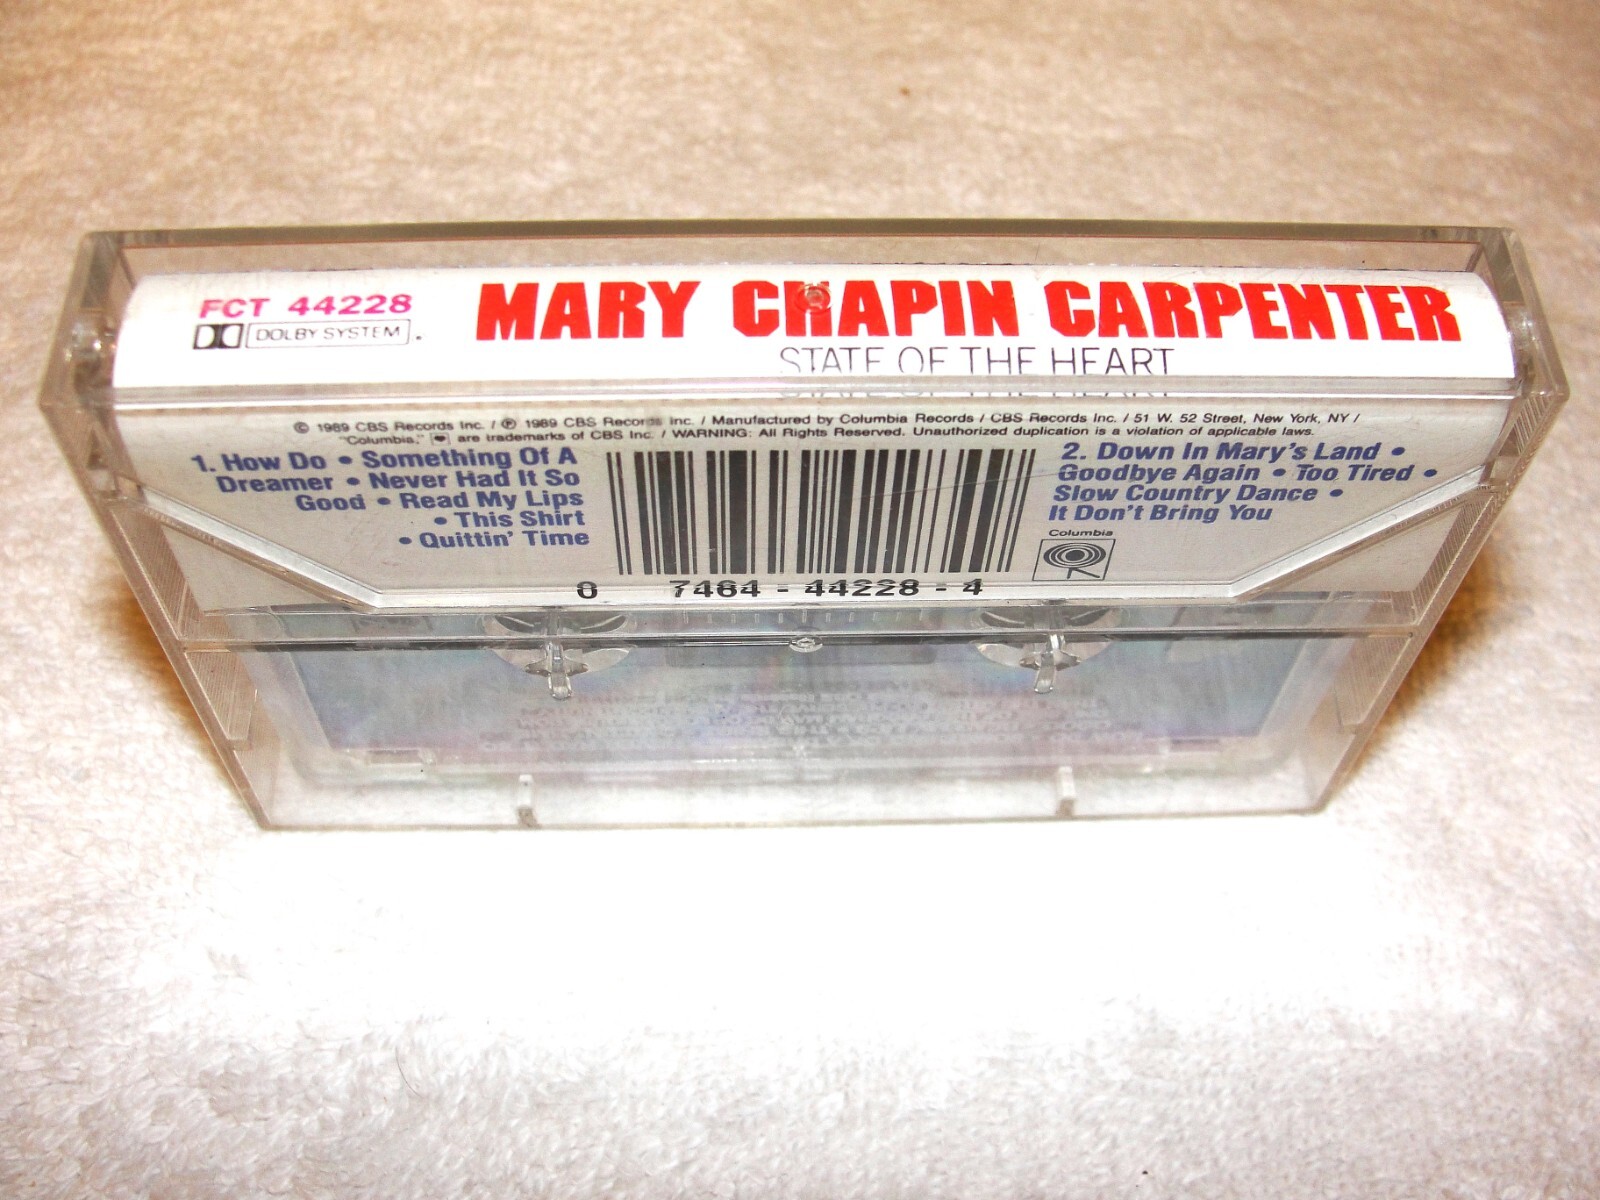 FCT 44228
DOLBY SYSTEM
MARY CHAPIN CARPENTER
STATE OF THE HEART
© 1989 CBS Records Inc. / ℗ 1989 CBS Records Inc. / Manufactured by Columbia Records / CBS Records Inc. / 51 W. 52 Street, New York, NY /
"Columbia," are trademarks of CBS Inc. / WARNING: All Rights Reserved. Unauthorized duplication is a violation of applicable laws.
1. How Do • Something Of A
Dreamer • Never Had It So
Good • Read My Lips
• This Shirt
• Quittin' Time
0 7464-44228-4
2. Down In Mary's Land •
Goodbye Again • Too Tired •
Slow Country Dance •
It Don't Bring You
Columbia